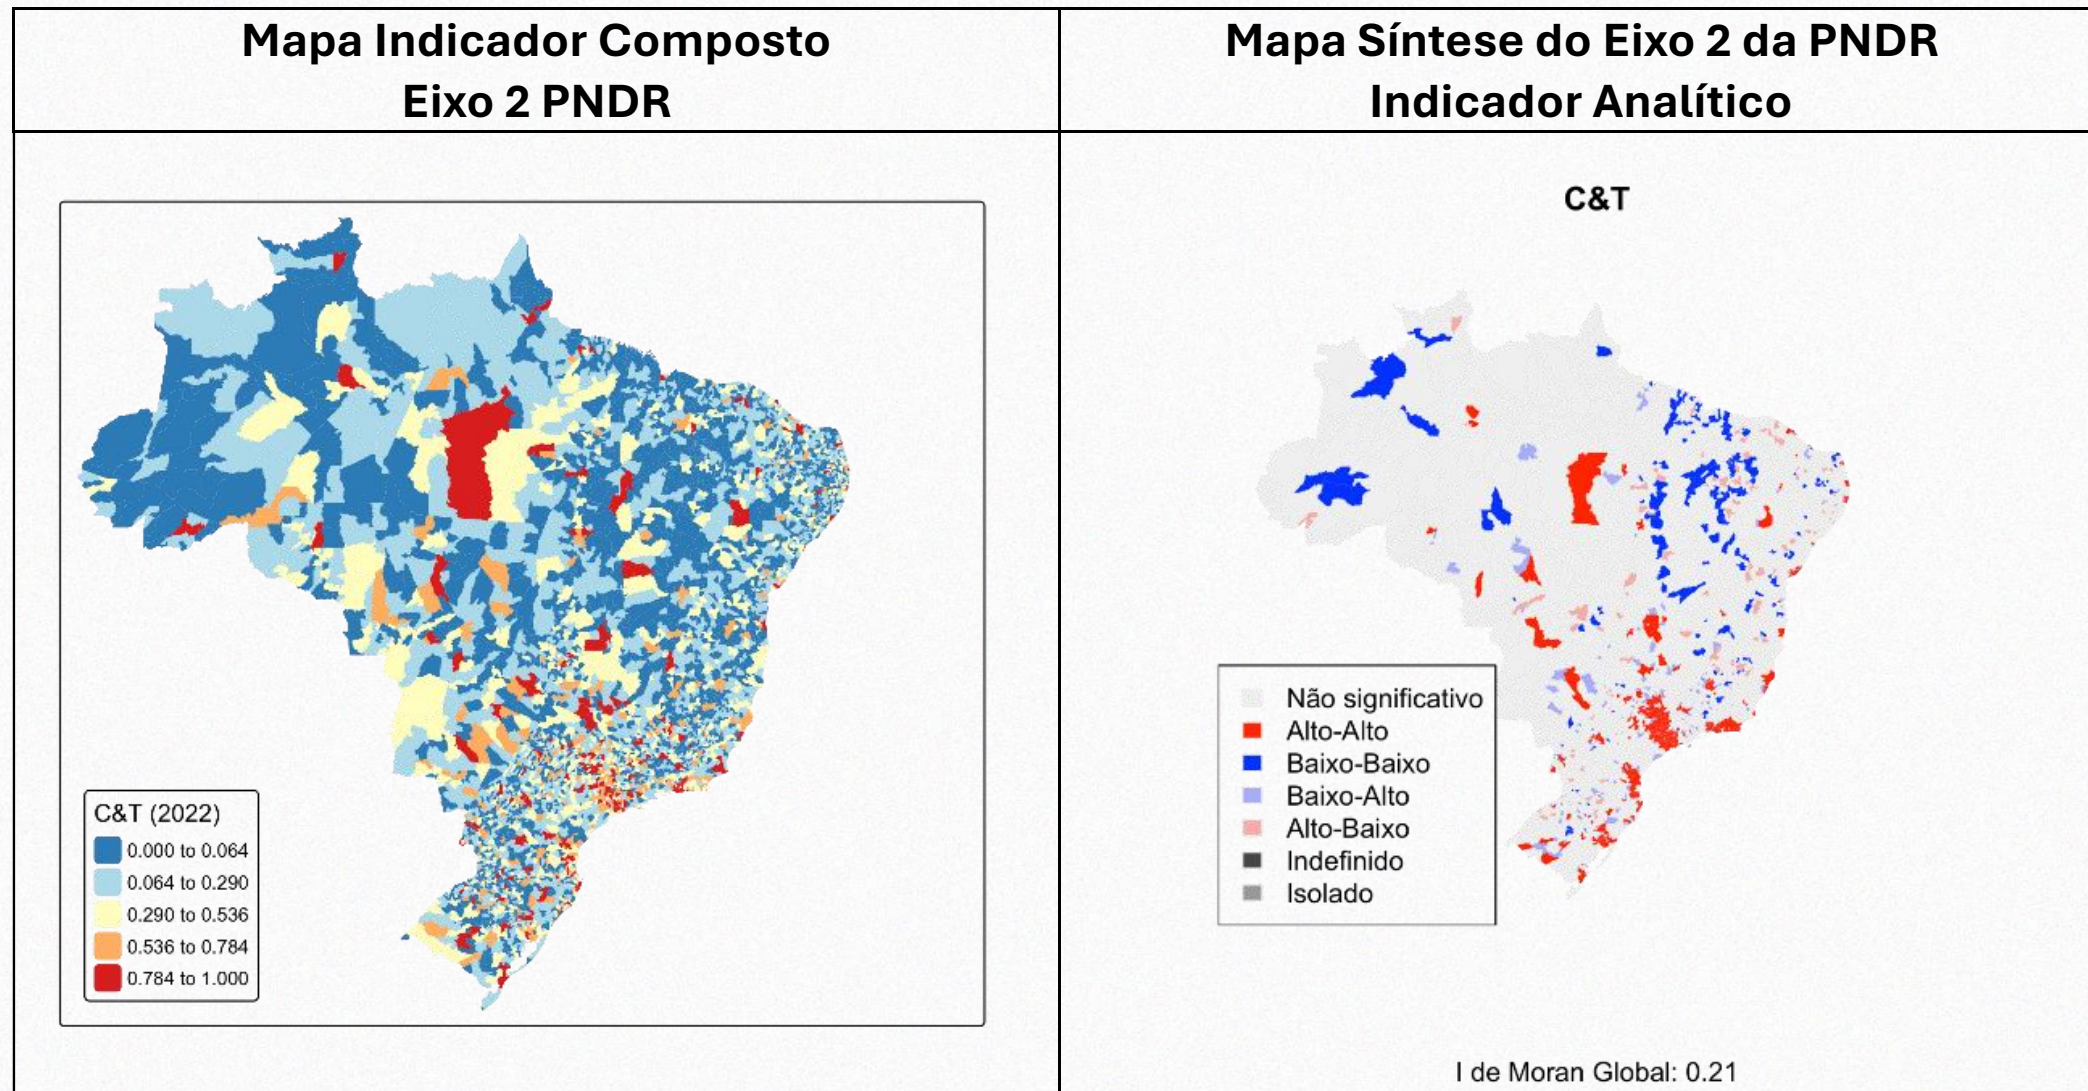 Mapa Indicador Composto
Eixo 2 PNDR
Mapa Síntese do Eixo 2 da PNDR
Indicador Analítico
C&T (2022)
0.000 to 0.064
0.064 to 0.290
0.290 to 0.536
0.536 to 0.784
0.784 to 1.000
C&T
Não significativo
Alto-Alto
Baixo-Baixo
Baixo-Alto
Alto-Baixo
Indefinido
Isolado
I de Moran Global: 0.21